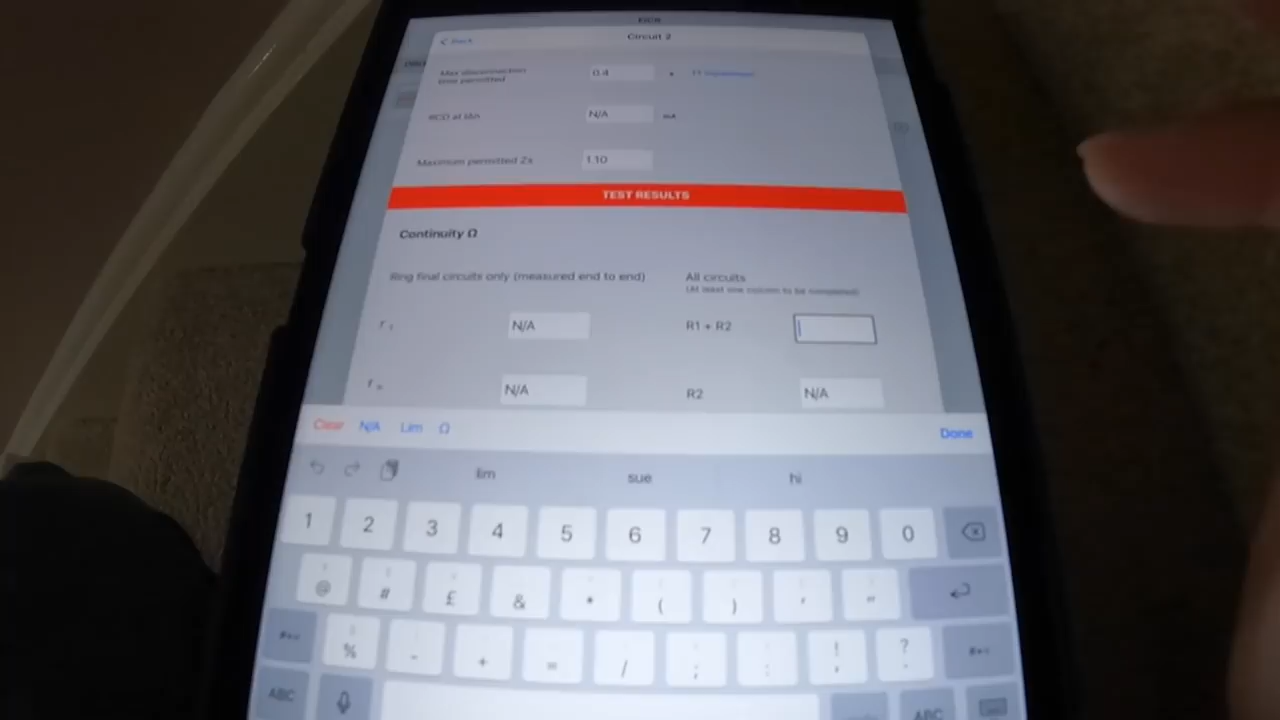 EICR
< Back
Circuit 2
Max disconnection
time permitted
0.4
s
RCD at IΔn
N/A
mA
Maximum permitted Zs
1.10
TEST RESULTS
Continuity Ω
Ring final circuits only (measured end to end)
All circuits
(At least one column to be completed)
r 1
N/A
R1 + R2
N/A
R2
N/A
Clear N/A Lim Ω
Done
lim sue hi
1 2 3 4 5 6 7 8 9 0
@ # £ & * ( ) ' "
#+= % - + = / ; : ! , ? . #+=
ABC
ABC